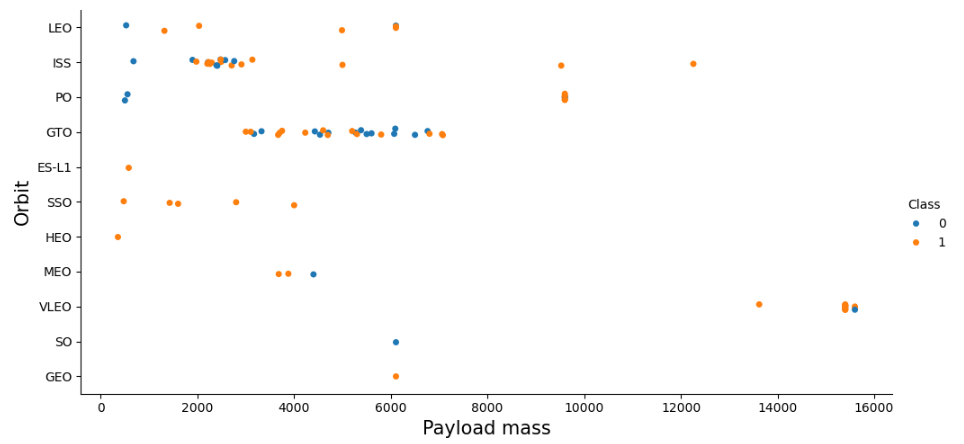 LEO
ISS
PO
GTO
ES-L1
SSO
HEO
MEO
VLEO
SO
GEO
Orbit
0 2000 4000 6000 8000 10000 12000 14000 16000
Payload mass
Class
0
1